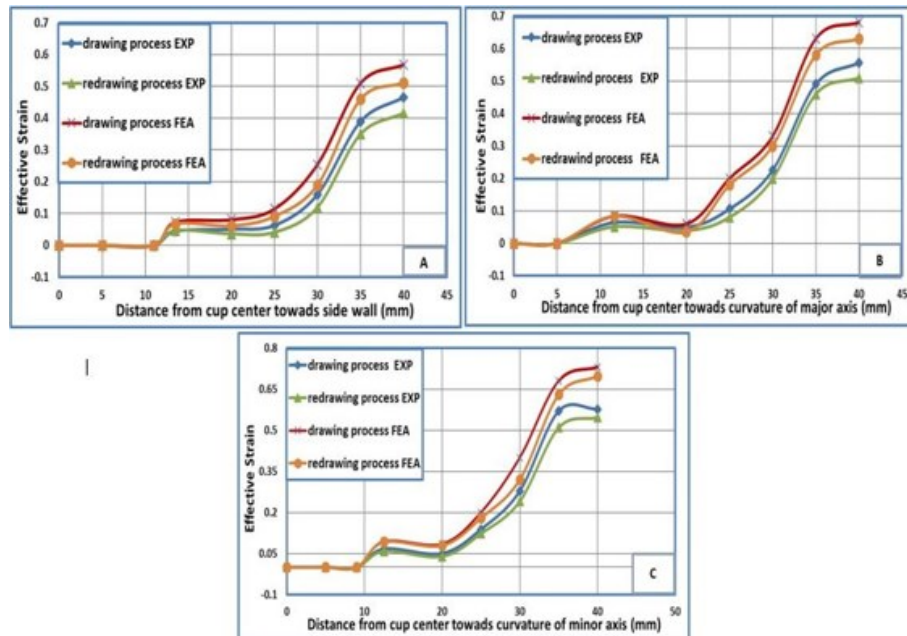 0.7
0.6
0.5
0.4
0.3
0.2
0.1
0
-0.1
Effective Strain
drawing process EXP
redrawing process EXP
drawing process FEA
redrawing process FEA
A
0 5 10 15 20 25 30 35 40 45
Distance from cup center towads side wall (mm)
0.7
0.6
0.5
0.4
0.3
0.2
0.1
0
-0.1
Effective Strain
drawing process EXP
redrawind process EXP
drawing process FEA
redrawind process FEA
B
0 5 10 15 20 25 30 35 40 45
Distance from cup center towads curvature of major axis (mm)
0.8
0.65
0.5
0.35
0.2
0.05
-0.1
Effective Strain
drawing process EXP
redrawing process EXP
drawing process FEA
redrawing process FEA
C
0 10 20 30 40 50
Distance from cup center towads curvature of minor axis (mm)